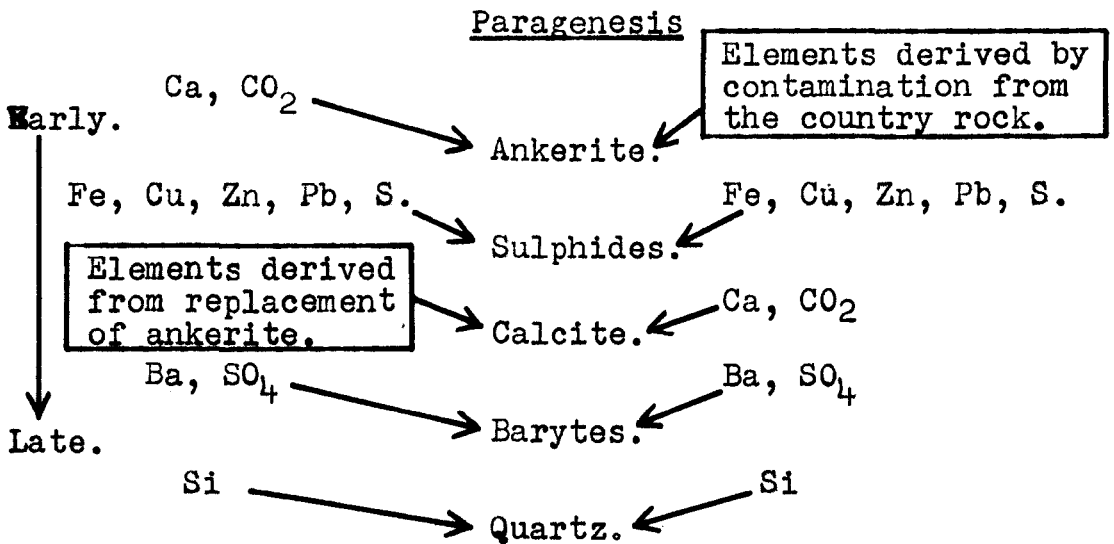 Paragenesis
Elements derived by
contamination from
the country rock.
Ca, CO₂
Early.
Ankerite.
Fe, Cu, Zn, Pb, S.
Fe, Cu, Zn, Pb, S.
Sulphides.
Elements derived
from replacement
of ankerite.
Ca, CO₂
Calcite.
Ba, SO₄
Ba, SO₄
Barytes.
Late.
Si
Si
Quartz.